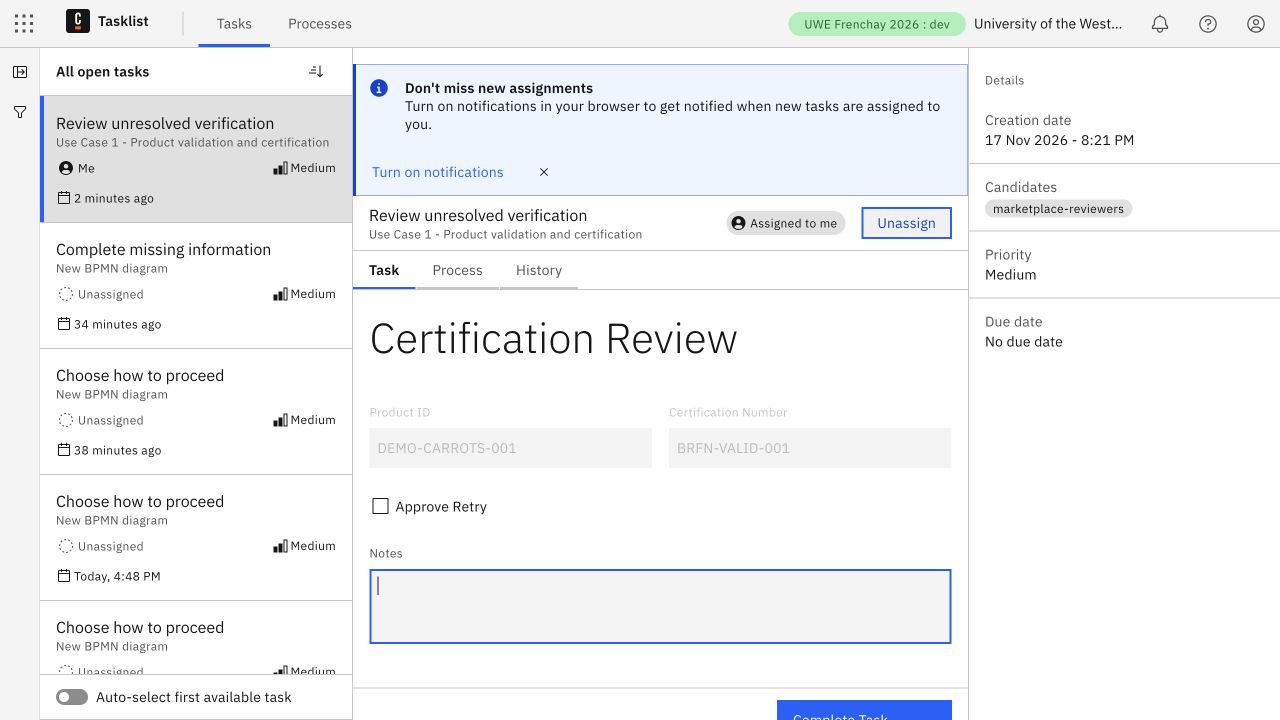 Tasklist
Tasks
Processes
UWE Frenchay 2026 : dev
University of the West...
All open tasks
Review unresolved verification
Use Case 1 - Product validation and certification
Me
Medium
2 minutes ago
Complete missing information
New BPMN diagram
Unassigned
Medium
34 minutes ago
Choose how to proceed
New BPMN diagram
Unassigned
Medium
38 minutes ago
Choose how to proceed
New BPMN diagram
Unassigned
Medium
Today, 4:48 PM
Choose how to proceed
New BPMN diagram
Unassigned
Medium
Auto-select first available task
Don't miss new assignments
Turn on notifications in your browser to get notified when new tasks are assigned to
you.
Turn on notifications
Review unresolved verification
Use Case 1 - Product validation and certification
Assigned to me
Unassign
Task
Process
History
Certification Review
Product ID
Certification Number
DEMO-CARROTS-001
BRFN-VALID-001
Approve Retry
Notes
Complete Task
Details
Creation date
17 Nov 2026 - 8:21 PM
Candidates
marketplace-reviewers
Priority
Medium
Due date
No due date